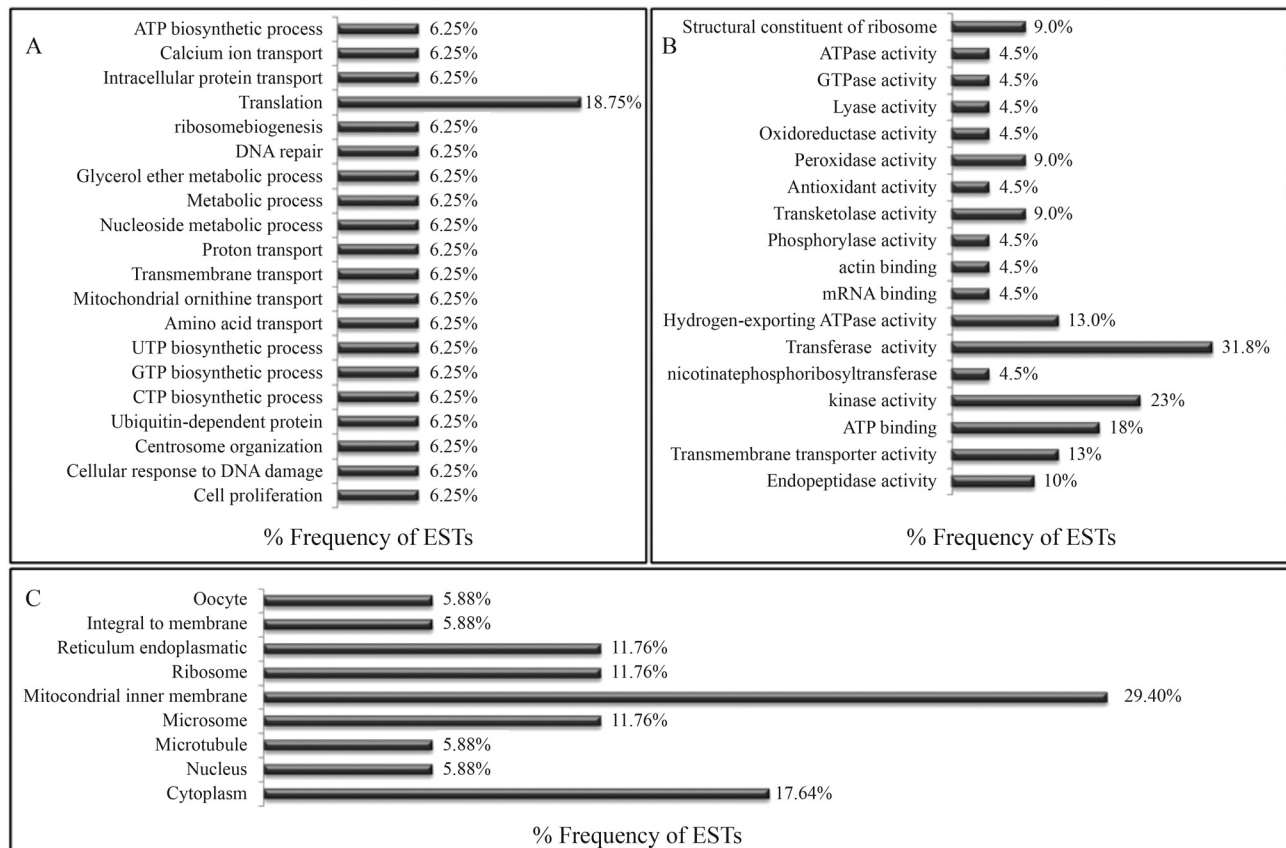 A
ATP biosynthetic process 6.25%
Calcium ion transport 6.25%
Intracellular protein transport 6.25%
Translation 18.75%
ribosomebiogenesis 6.25%
DNA repair 6.25%
Glycerol ether metabolic process 6.25%
Metabolic process 6.25%
Nucleoside metabolic process 6.25%
Proton transport 6.25%
Transmembrane transport 6.25%
Mitochondrial ornithine transport 6.25%
Amino acid transport 6.25%
UTP biosynthetic process 6.25%
GTP biosynthetic process 6.25%
CTP biosynthetic process 6.25%
Ubiquitin-dependent protein 6.25%
Centrosome organization 6.25%
Cellular response to DNA damage 6.25%
Cell proliferation 6.25%
% Frequency of ESTs
B
Structural constituent of ribosome 9.0%
ATPase activity 4.5%
GTPase activity 4.5%
Lyase activity 4.5%
Oxidoreductase activity 4.5%
Peroxidase activity 9.0%
Antioxidant activity 4.5%
Transketolase activity 9.0%
Phosphorylase activity 4.5%
actin binding 4.5%
mRNA binding 4.5%
Hydrogen-exporting ATPase activity 13.0%
Transferase activity 31.8%
nicotinatephosphoribosyltransferase 4.5%
kinase activity 23%
ATP binding 18%
Transmembrane transporter activity 13%
Endopeptidase activity 10%
% Frequency of ESTs
C
Oocyte 5.88%
Integral to membrane 5.88%
Reticulum endoplasmatic 11.76%
Ribosome 11.76%
Mitocondrial inner membrane 29.40%
Microsome 11.76%
Microtubule 5.88%
Nucleus 5.88%
Cytoplasm 17.64%
% Frequency of ESTs